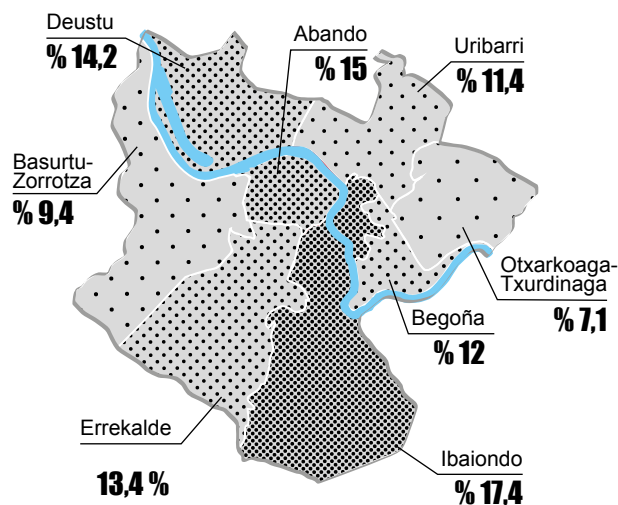 Deustu
% 14,2
Abando
% 15
Uribarri
% 11,4
Basurtu-
Zorrotza
% 9,4
Otxarkoaga-
Txurdinaga
% 7,1
Begoña
% 12
Errekalde
13,4 %
Ibaiondo
% 17,4